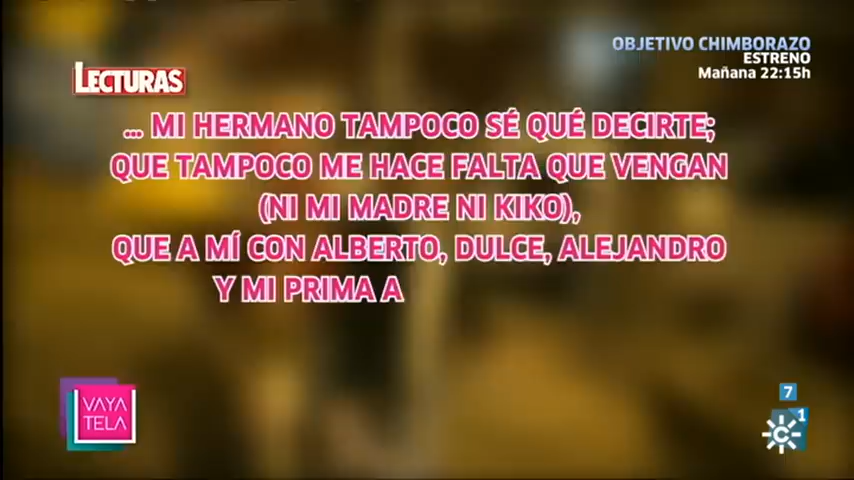 OBJETIVO CHIMBORAZO
ESTRENO
Mañana 22:15h
LECTURAS
... MI HERMANO TAMPOCO SÉ QUÉ DECIRTE;
QUE TAMPOCO ME HACE FALTA QUE VENGAN
(NI MI MADRE NI KIKO),
QUE A MÍ CON ALBERTO, DULCE, ALEJANDRO
Y MI PRIMA A
VAYA
TELA
7
1